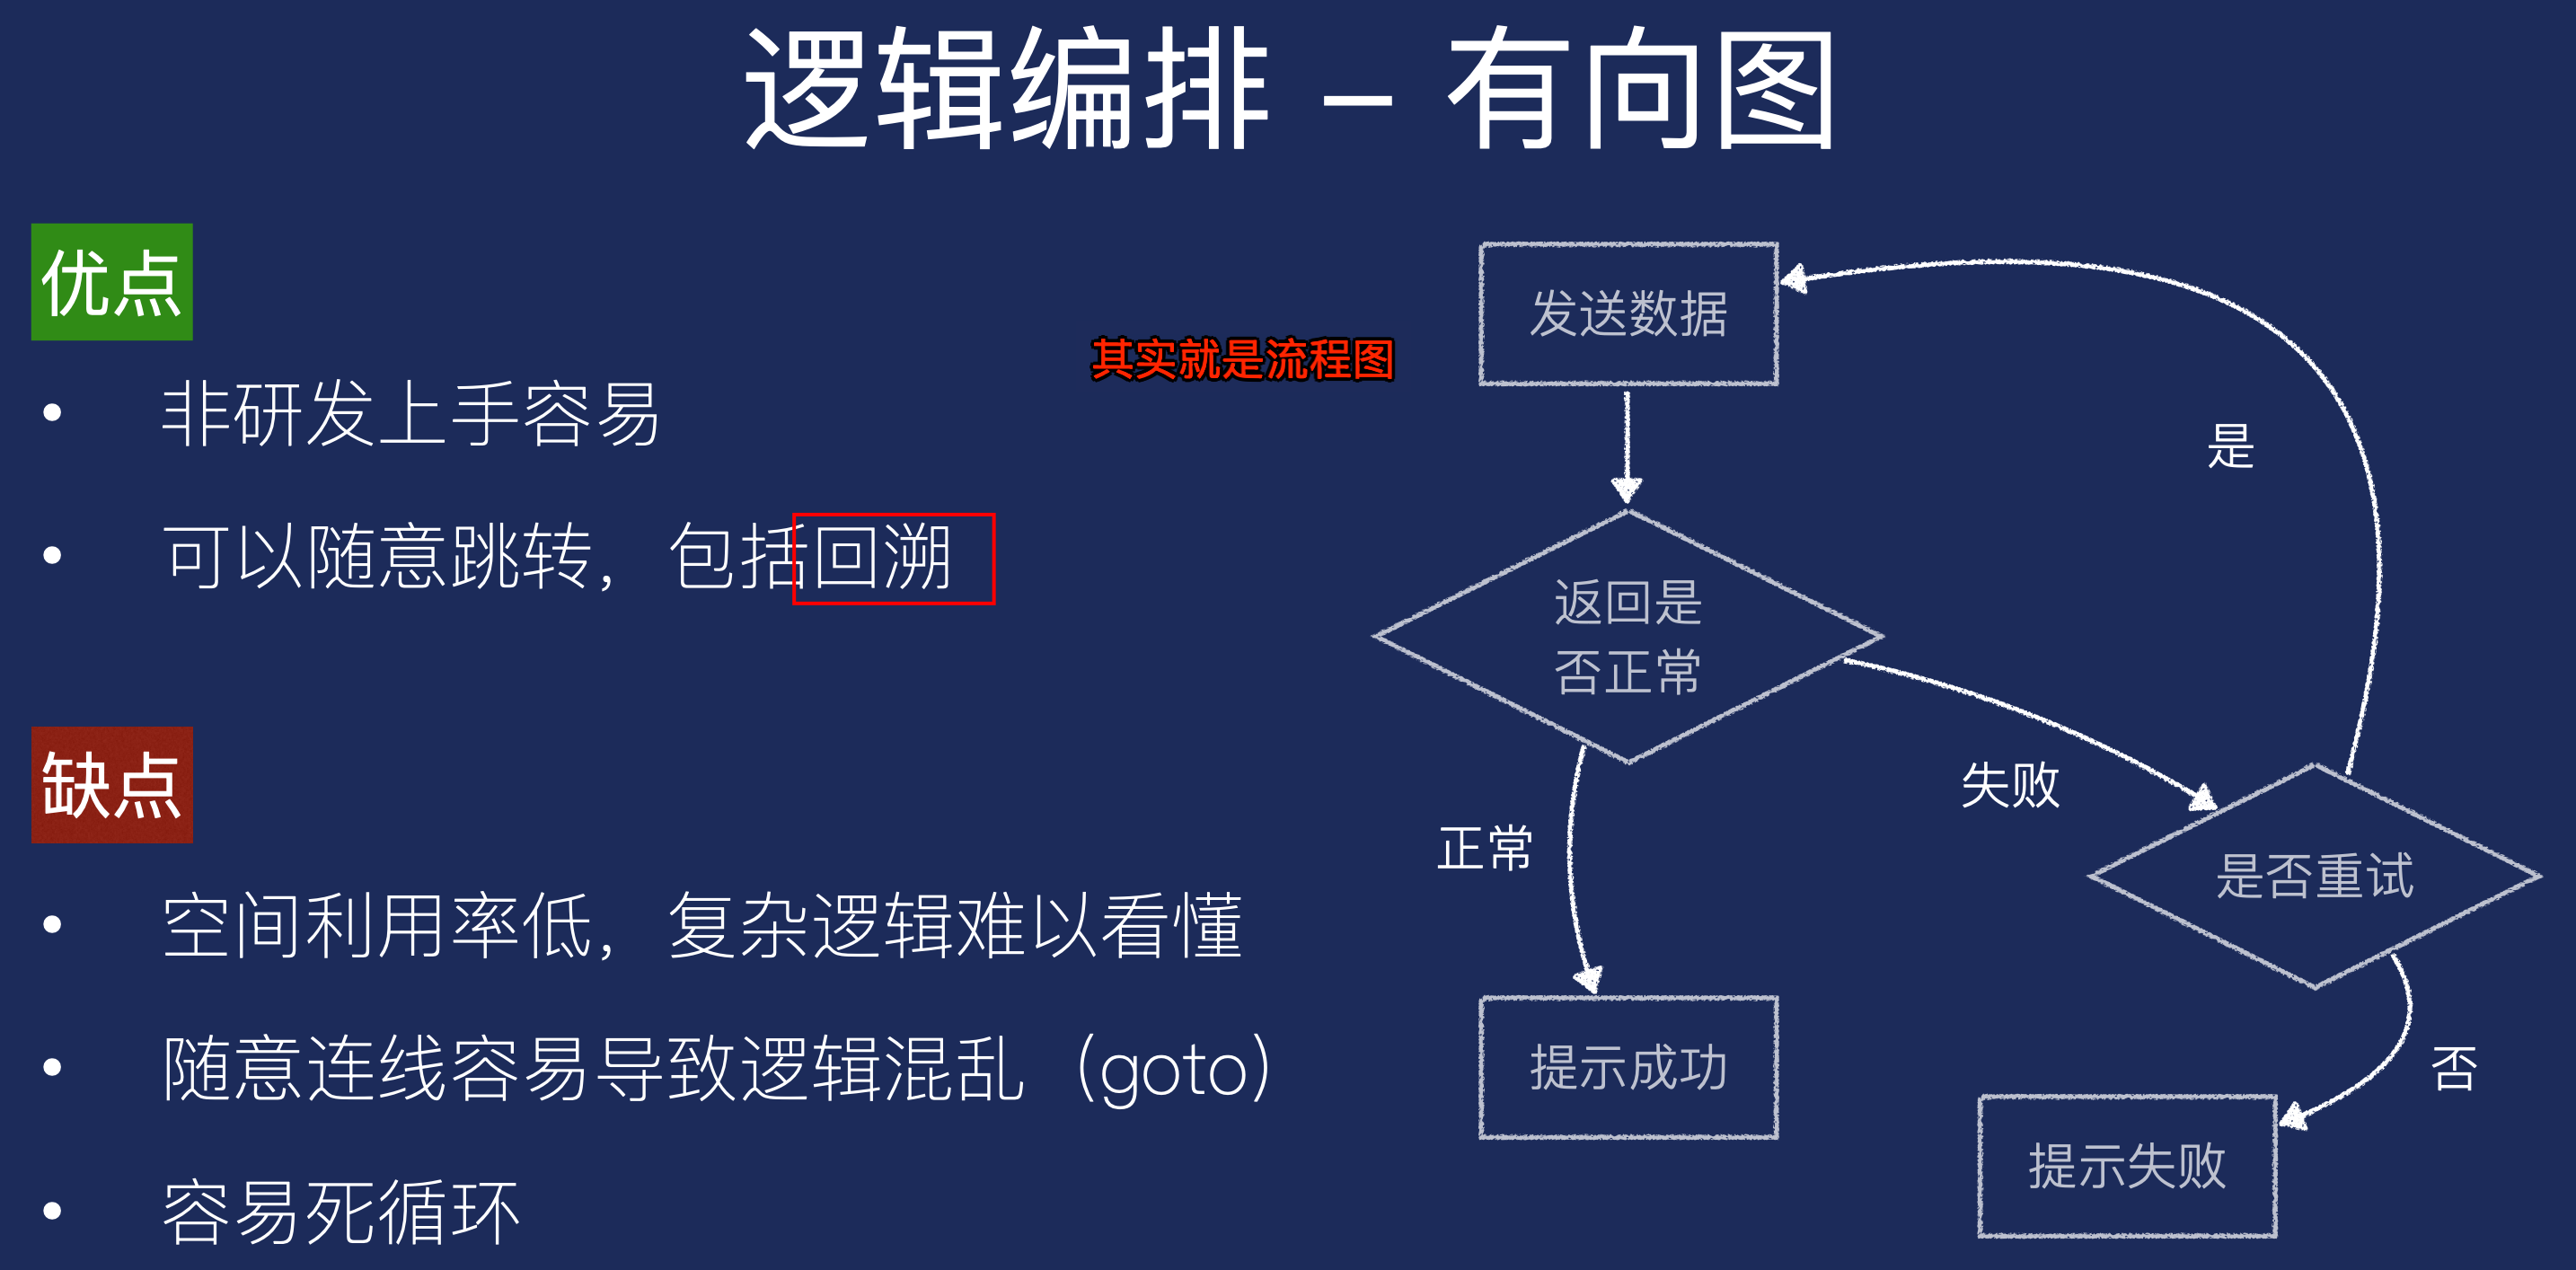 逻辑编排 – 有向图
优点
• 非研发上手容易
• 可以随意跳转，包括回溯
缺点
• 空间利用率低，复杂逻辑难以看懂
• 随意连线容易导致逻辑混乱（goto）
• 容易死循环
其实就是流程图
发送数据
是
返回是
否正常
失败
正常
是否重试
提示成功
否
提示失败